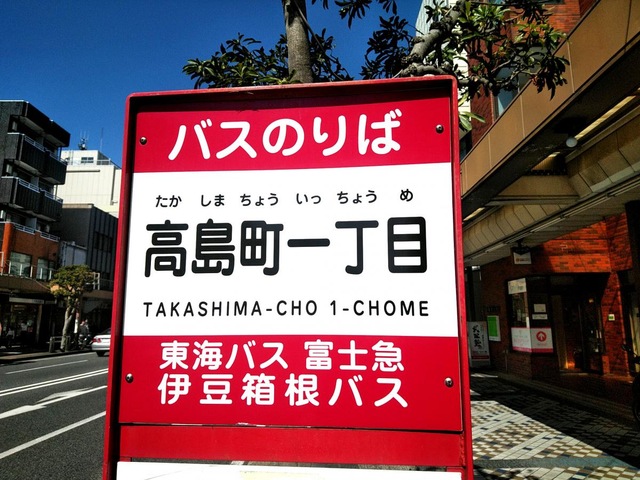 バスのりば
たか しま ちょう いっ ちょう め
高島町一丁目
TAKASHIMA-CHO 1-CHOME
東海バス 富士急
伊豆箱根バス